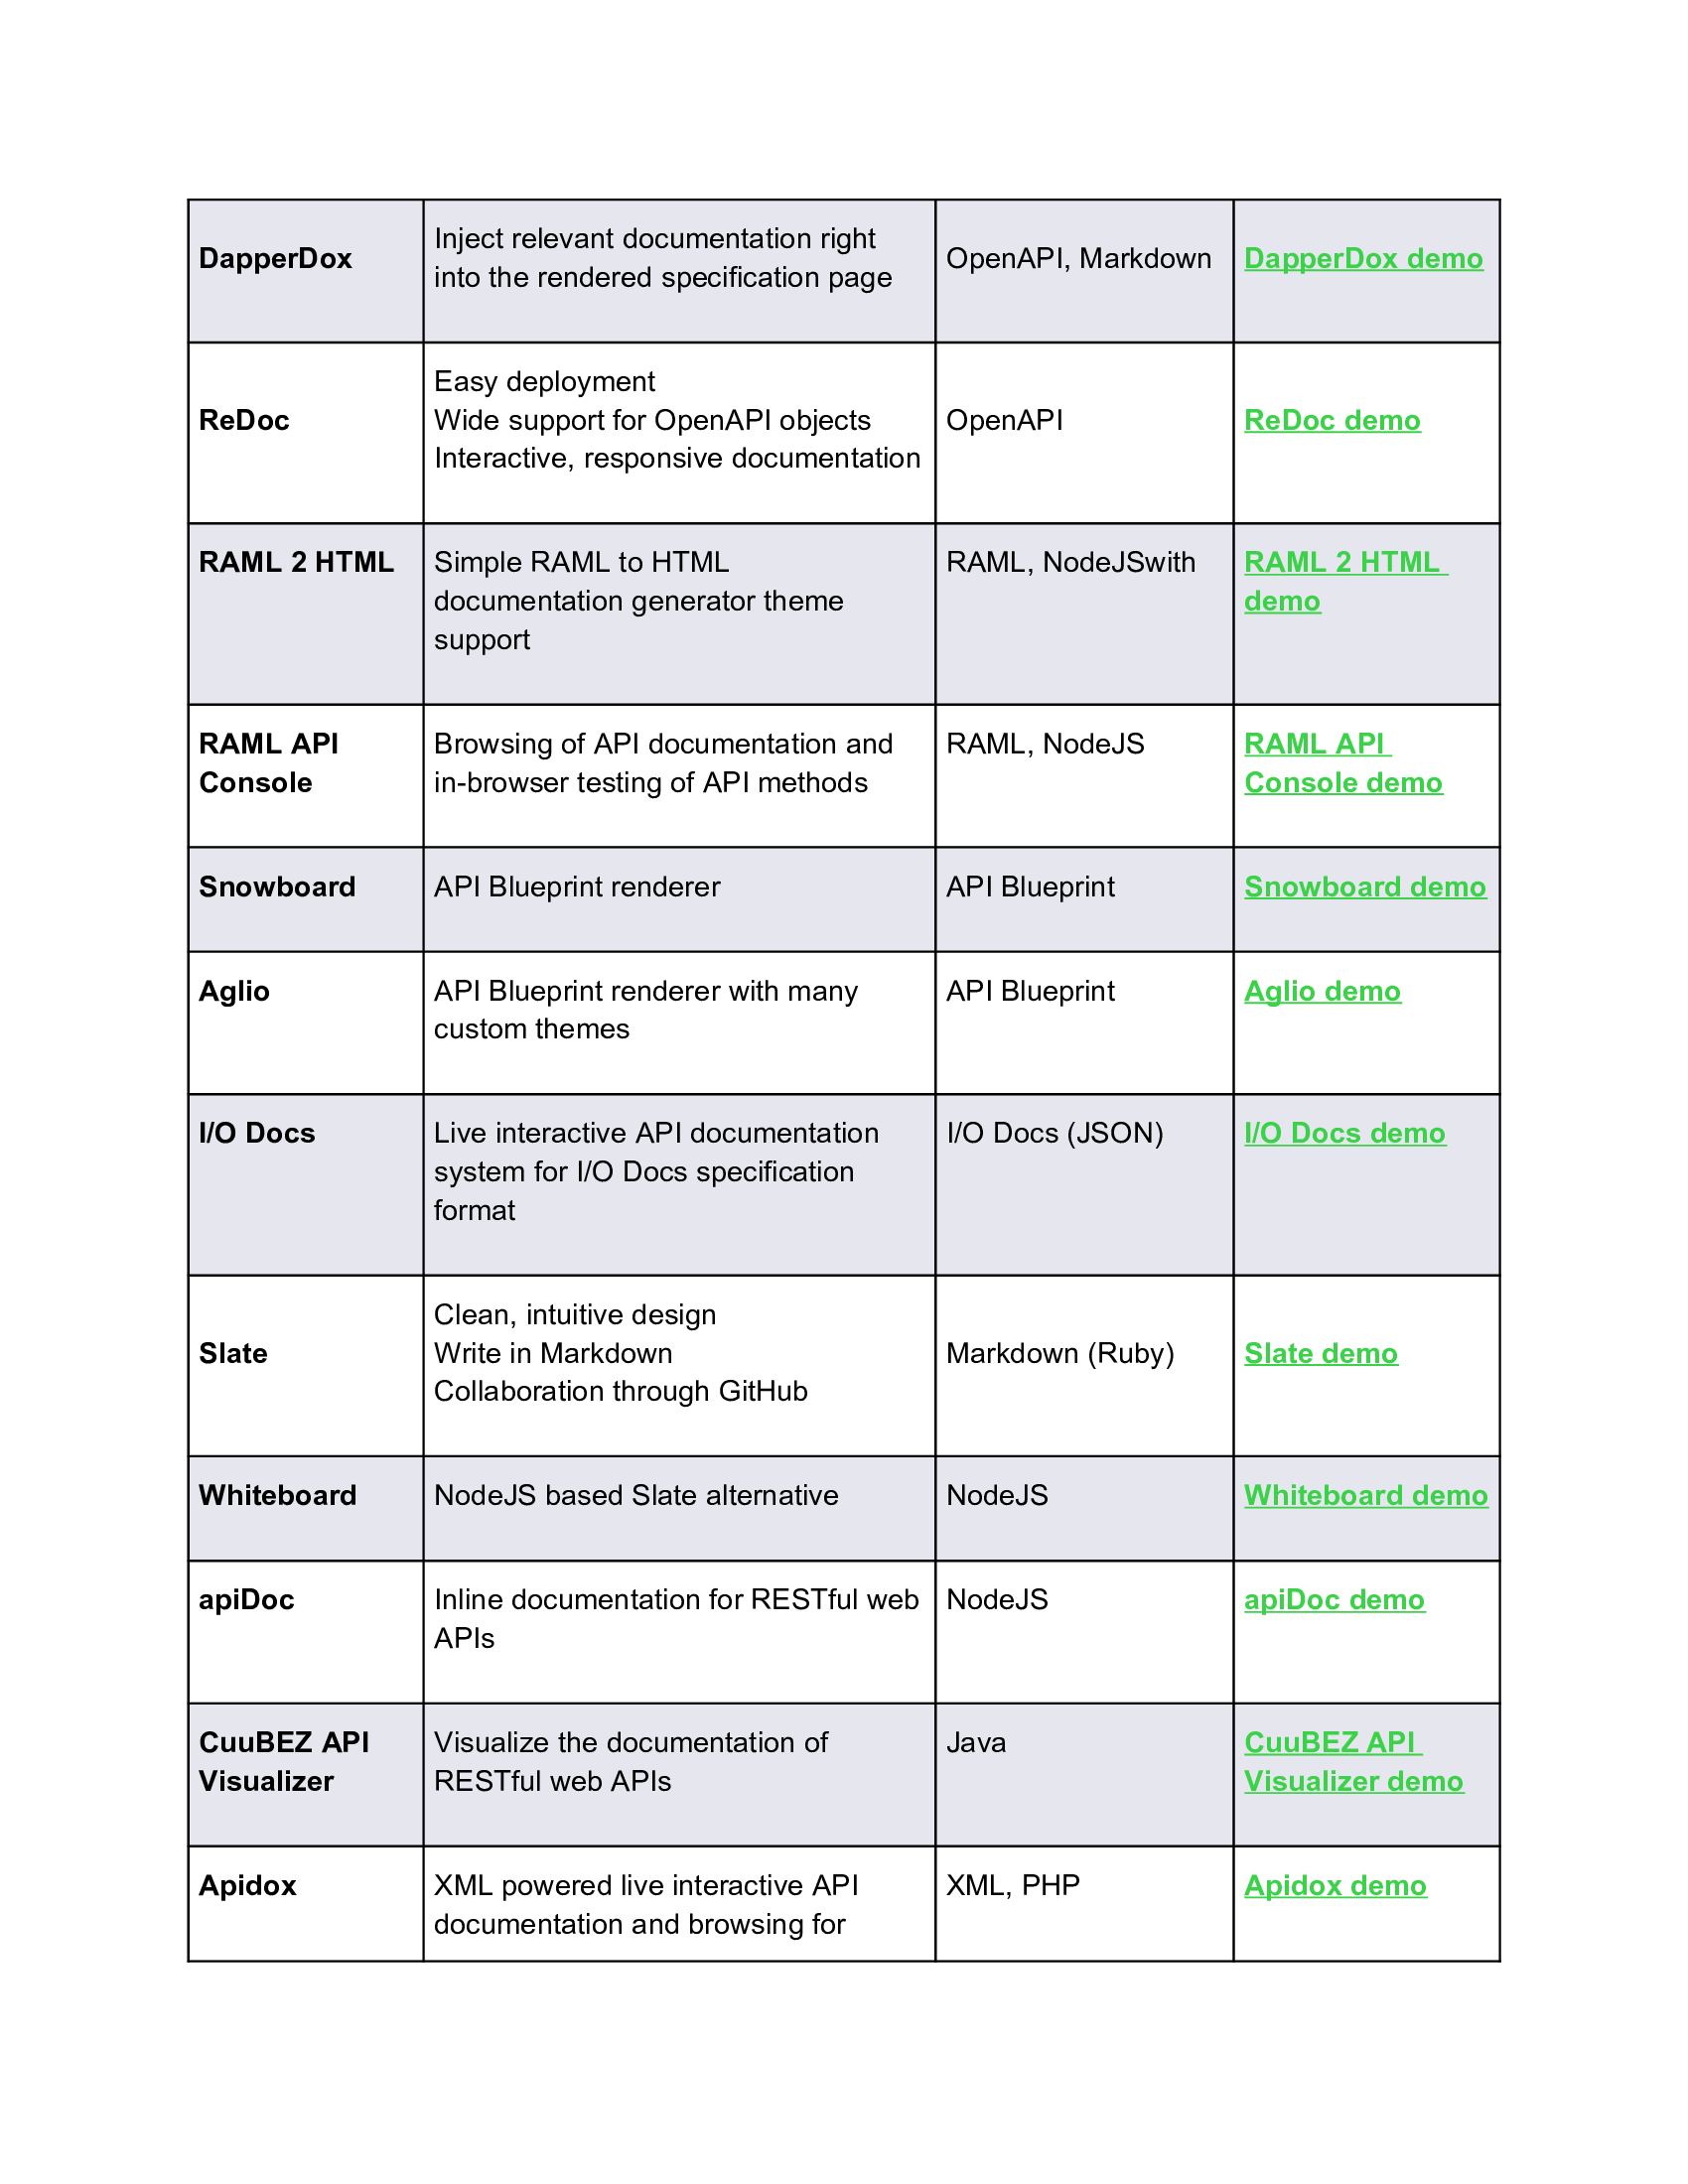 DapperDox
Inject relevant documentation right
into the rendered specification page
OpenAPI, Markdown
DapperDox demo
ReDoc
Easy deployment
Wide support for OpenAPI objects
Interactive, responsive documentation
OpenAPI
ReDoc demo
RAML 2 HTML
Simple RAML to HTML
documentation generator theme
support
RAML, NodeJSwith
RAML 2 HTML
demo
RAML API
Console
Browsing of API documentation and
in-browser testing of API methods
RAML, NodeJS
RAML API
Console demo
Snowboard
API Blueprint renderer
API Blueprint
Snowboard demo
Aglio
API Blueprint renderer with many
custom themes
API Blueprint
Aglio demo
I/O Docs
Live interactive API documentation
system for I/O Docs specification
format
I/O Docs (JSON)
I/O Docs demo
Slate
Clean, intuitive design
Write in Markdown
Collaboration through GitHub
Markdown (Ruby)
Slate demo
Whiteboard
NodeJS based Slate alternative
NodeJS
Whiteboard demo
apiDoc
Inline documentation for RESTful web
APIs
NodeJS
apiDoc demo
CuuBEZ API
Visualizer
Visualize the documentation of
RESTful web APIs
Java
CuuBEZ API
Visualizer demo
Apidox
XML powered live interactive API
documentation and browsing for
XML, PHP
Apidox demo